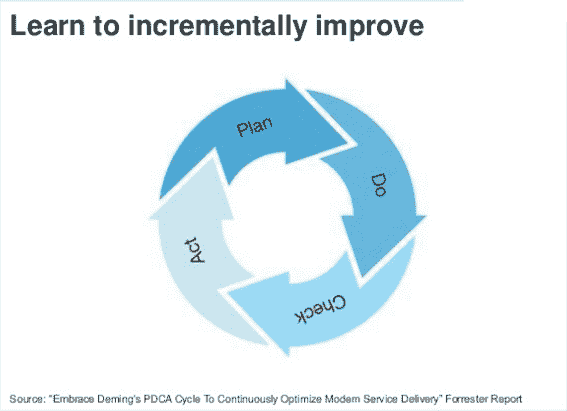 Learn to incrementally improve
Plan
Do
Check
Act
Source: "Embrace Deming's PDCA Cycle To Continuously Optimize Modern Service Delivery" Forrester Report